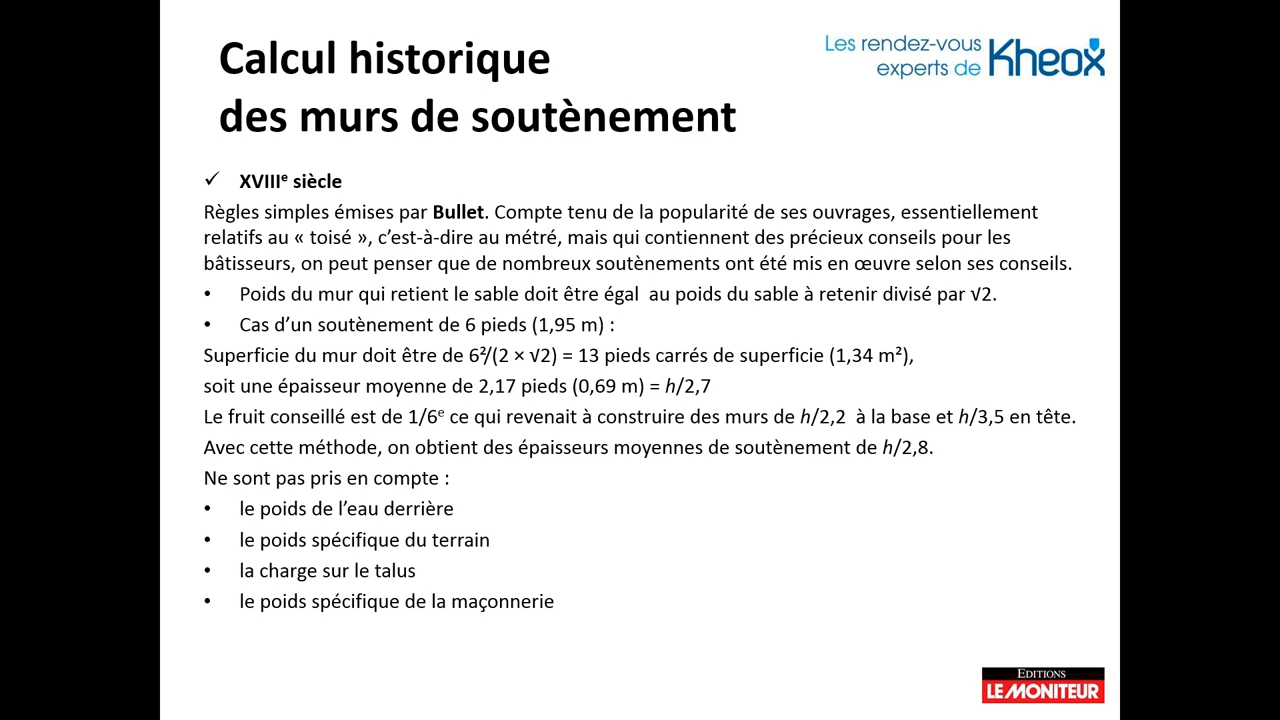 Calcul historique
des murs de soutènement
Les rendez-vous
experts de Kheox
✓ XVIIIe siècle
Règles simples émises par Bullet. Compte tenu de la popularité de ses ouvrages, essentiellement
relatifs au « toisé », c’est-à-dire au métré, mais qui contiennent des précieux conseils pour les
bâtisseurs, on peut penser que de nombreux soutènements ont été mis en œuvre selon ses conseils.
• Poids du mur qui retient le sable doit être égal  au poids du sable à retenir divisé par √2.
• Cas d’un soutènement de 6 pieds (1,95 m) :
Superficie du mur doit être de 6²/(2 × √2) = 13 pieds carrés de superficie (1,34 m²),
soit une épaisseur moyenne de 2,17 pieds (0,69 m) = h/2,7
Le fruit conseillé est de 1/6e ce qui revenait à construire des murs de h/2,2  à la base et h/3,5 en tête.
Avec cette méthode, on obtient des épaisseurs moyennes de soutènement de h/2,8.
Ne sont pas pris en compte :
• le poids de l’eau derrière
• le poids spécifique du terrain
• la charge sur le talus
• le poids spécifique de la maçonnerie
EDITIONS
LE MONITEUR